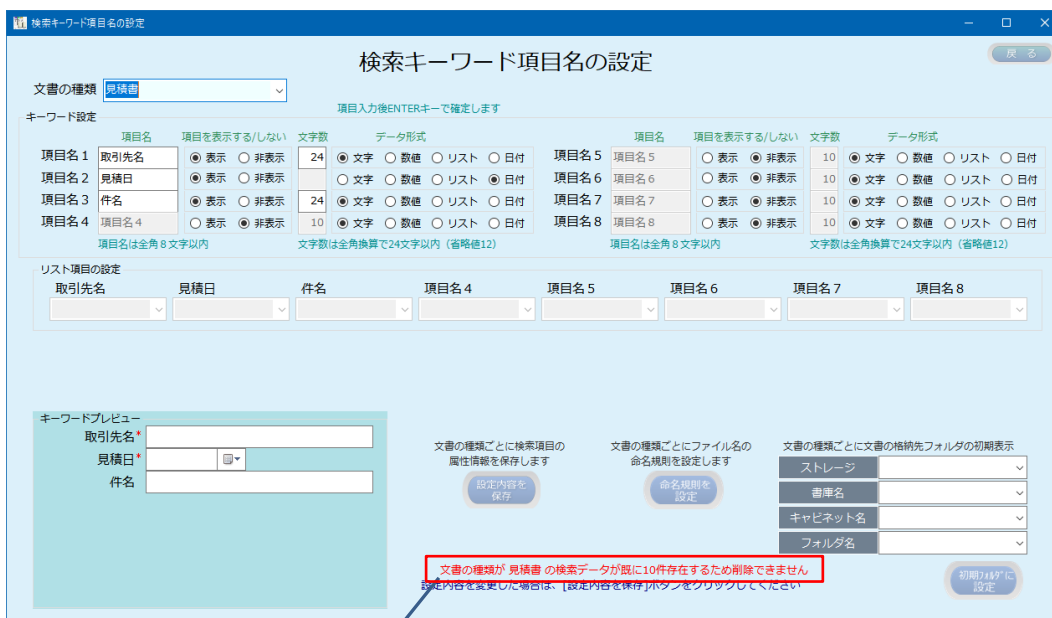 検索キーワード項目名の設定
検索キーワード項目名の設定
戻 る
文書の種類 見積書
項目入力後ENTERキーで確定します
キーワード設定
項目名 項目を表示する/しない 文字数 データ形式 項目名 項目を表示する/しない 文字数 データ形式
項目名1 取引先名 表示 非表示 24 文字 数値 リスト 日付 項目名5 項目名5 表示 非表示 10 文字 数値 リスト 日付
項目名2 見積日 表示 非表示 文字 数値 リスト 日付 項目名6 項目名6 表示 非表示 10 文字 数値 リスト 日付
項目名3 件名 表示 非表示 24 文字 数値 リスト 日付 項目名7 項目名7 表示 非表示 10 文字 数値 リスト 日付
項目名4 項目名4 表示 非表示 10 文字 数値 リスト 日付 項目名8 項目名8 表示 非表示 10 文字 数値 リスト 日付
項目名は全角8文字以内 文字数は全角換算で24文字以内（省略値12） 項目名は全角8文字以内 文字数は全角換算で24文字以内（省略値12）
リスト項目の設定
取引先名 見積日 件名 項目名4 項目名5 項目名6 項目名7 項目名8
キーワードプレビュー
取引先名*
見積日*
件名
文書の種類ごとに検索項目の
属性情報を保存します
設定内容を
保存
文書の種類ごとにファイル名の
命名規則を設定します
命名規則を
設定
文書の種類ごとに文書の格納先フォルダの初期表示
ストレージ
書庫名
キャビネット名
フォルダ名
文書の種類が 見積書 の検索データが既に10件存在するため削除できません
設定内容を変更した場合は、[設定内容を保存]ボタンをクリックしてください
初期ﾌｫﾙﾀﾞに
設定